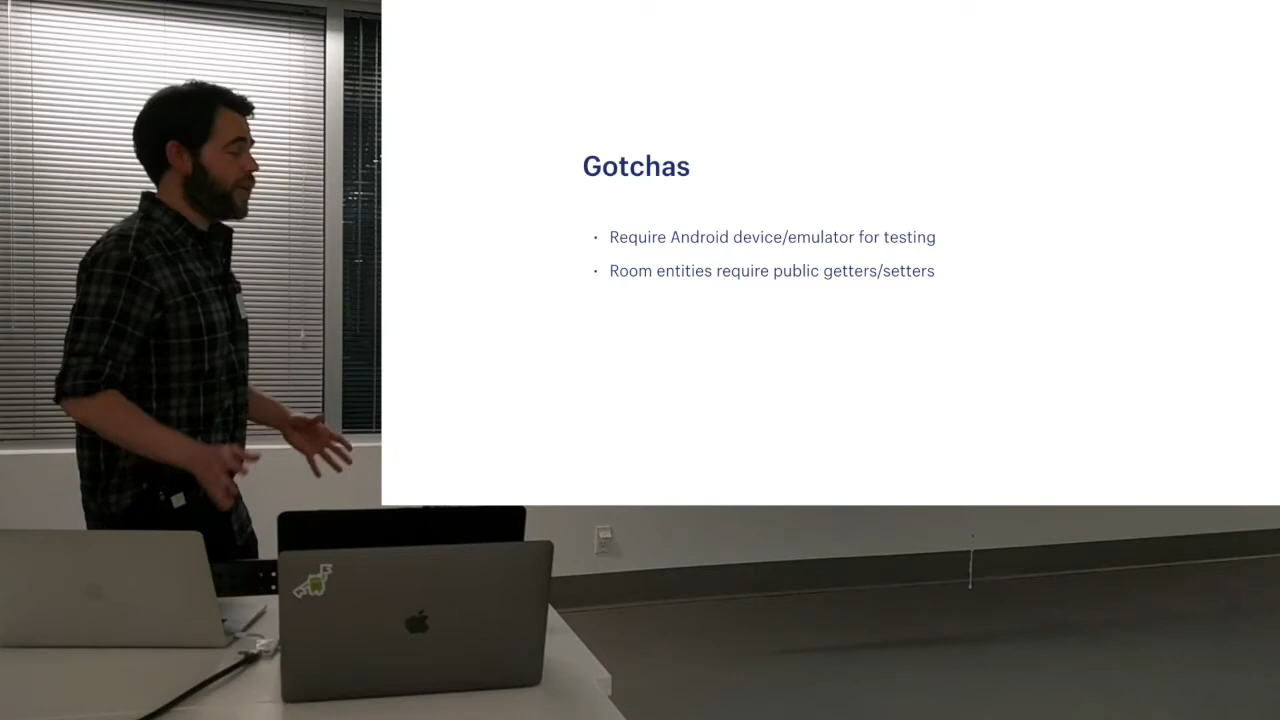 Gotchas
· Require Android device/emulator for testing
· Room entities require public getters/setters